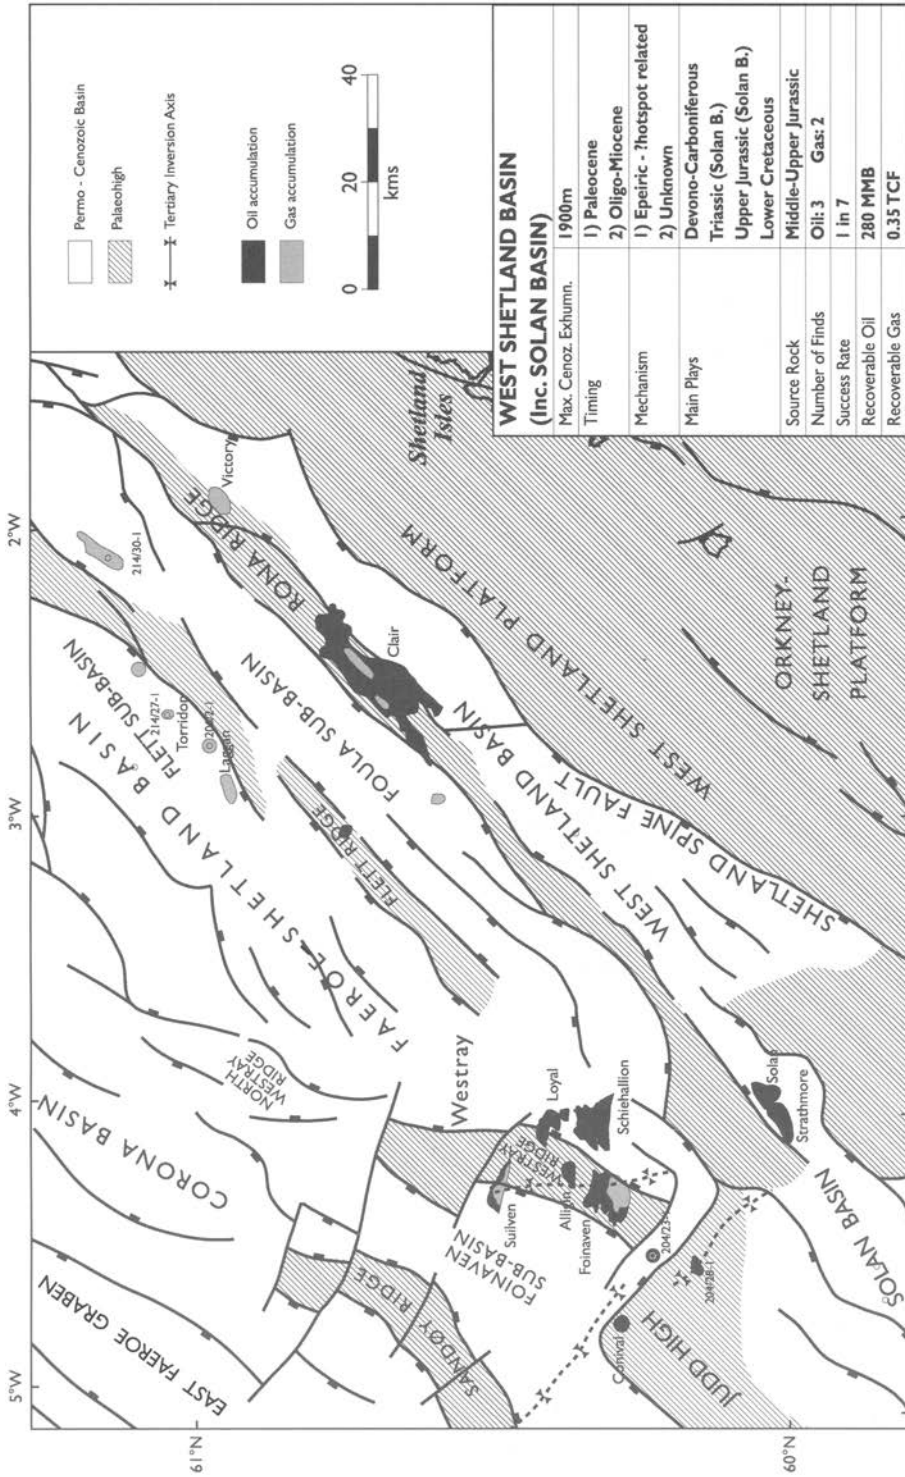 2°W
3°W
4°W
5°W
61°N
60°N
Permo - Cenozoic Basin
Palaeohigh
Tertiary Inversion Axis
Oil accumulation
Gas accumulation
0 20 40
kms
WEST SHETLAND BASIN
(Inc. SOLAN BASIN)
Max. Cenoz. Exhumn. 1900m
Timing 1) Paleocene
2) Oligo-Miocene
Mechanism 1) Epeiric - ?hotspot related
2) Unknown
Main Plays Devono-Carboniferous
Triassic (Solan B.)
Upper Jurassic (Solan B.)
Lower Cretaceous
Source Rock Middle-Upper Jurassic
Number of Finds Oil: 3 Gas: 2
Success Rate 1 in 7
Recoverable Oil 280 MMB
Recoverable Gas 0.35 TCF
Shetland
Isles
Victory
214/30-1
RONA RIDGE
Clair
WEST SHETLAND PLATFORM
ORKNEY-
SHETLAND
PLATFORM
FLETT SUB-BASIN
214/27-1
Torridon
Laggan
FOULA SUB-BASIN
FLETT RIDGE
FAEROE-SHETLAND BASIN
WEST SHETLAND BASIN
SHETLAND SPINE FAULT
NORTH
WESTRAY
RIDGE
Westray
CORONA BASIN
EAST FAEROE GRABEN
SANDØY RIDGE
FOINAVEN
SUB-BASIN
WESTRAY
RIDGE
Loyal
Schiehallion
Suilven
Alligin
Foinaven
Conival
204/28-1
JUDD HIGH
Solan
Strathmore
SOLAN BASIN